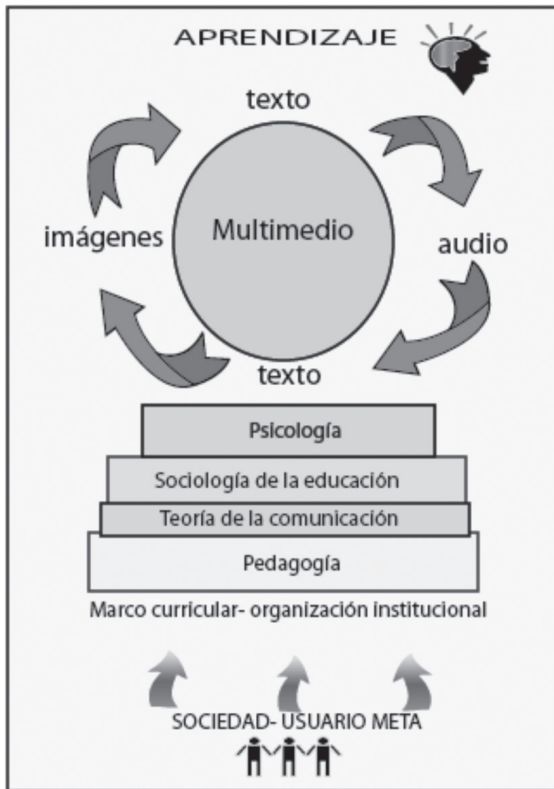 APRENDIZAJE
texto
imágenes
Multimedio
audio
texto
Psicología
Sociología de la educación
Teoría de la comunicación
Pedagogía
Marco curricular- organización institucional
SOCIEDAD- USUARIO META